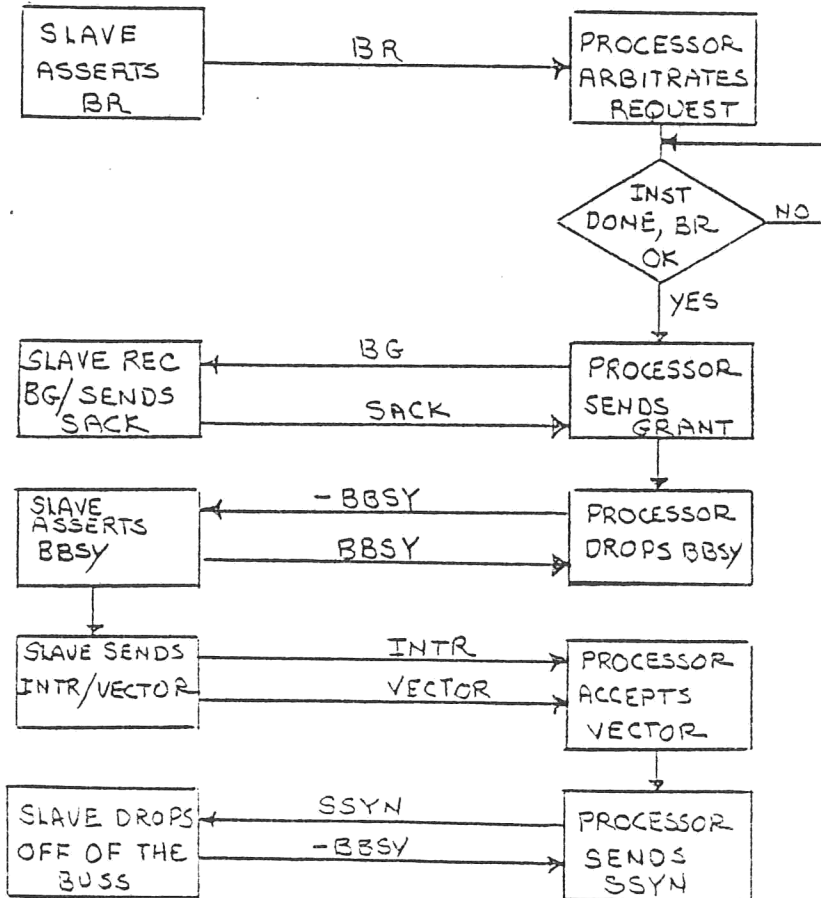 SLAVE
ASSERTS
BR
BR
PROCESSOR
ARBITRATES
REQUEST
INST
DONE, BR
OK
NO
YES
SLAVE REC
BG/SENDS
SACK
BG
SACK
PROCESSOR
SENDS
GRANT
SLAVE
ASSERTS
BBSY
-BBSY
BBSY
PROCESSOR
DROPS BBSY
SLAVE SENDS
INTR/VECTOR
INTR
VECTOR
PROCESSOR
ACCEPTS
VECTOR
SLAVE DROPS
OFF OF THE
BUSS
SSYN
-BBSY
PROCESSOR
SENDS
SSYN